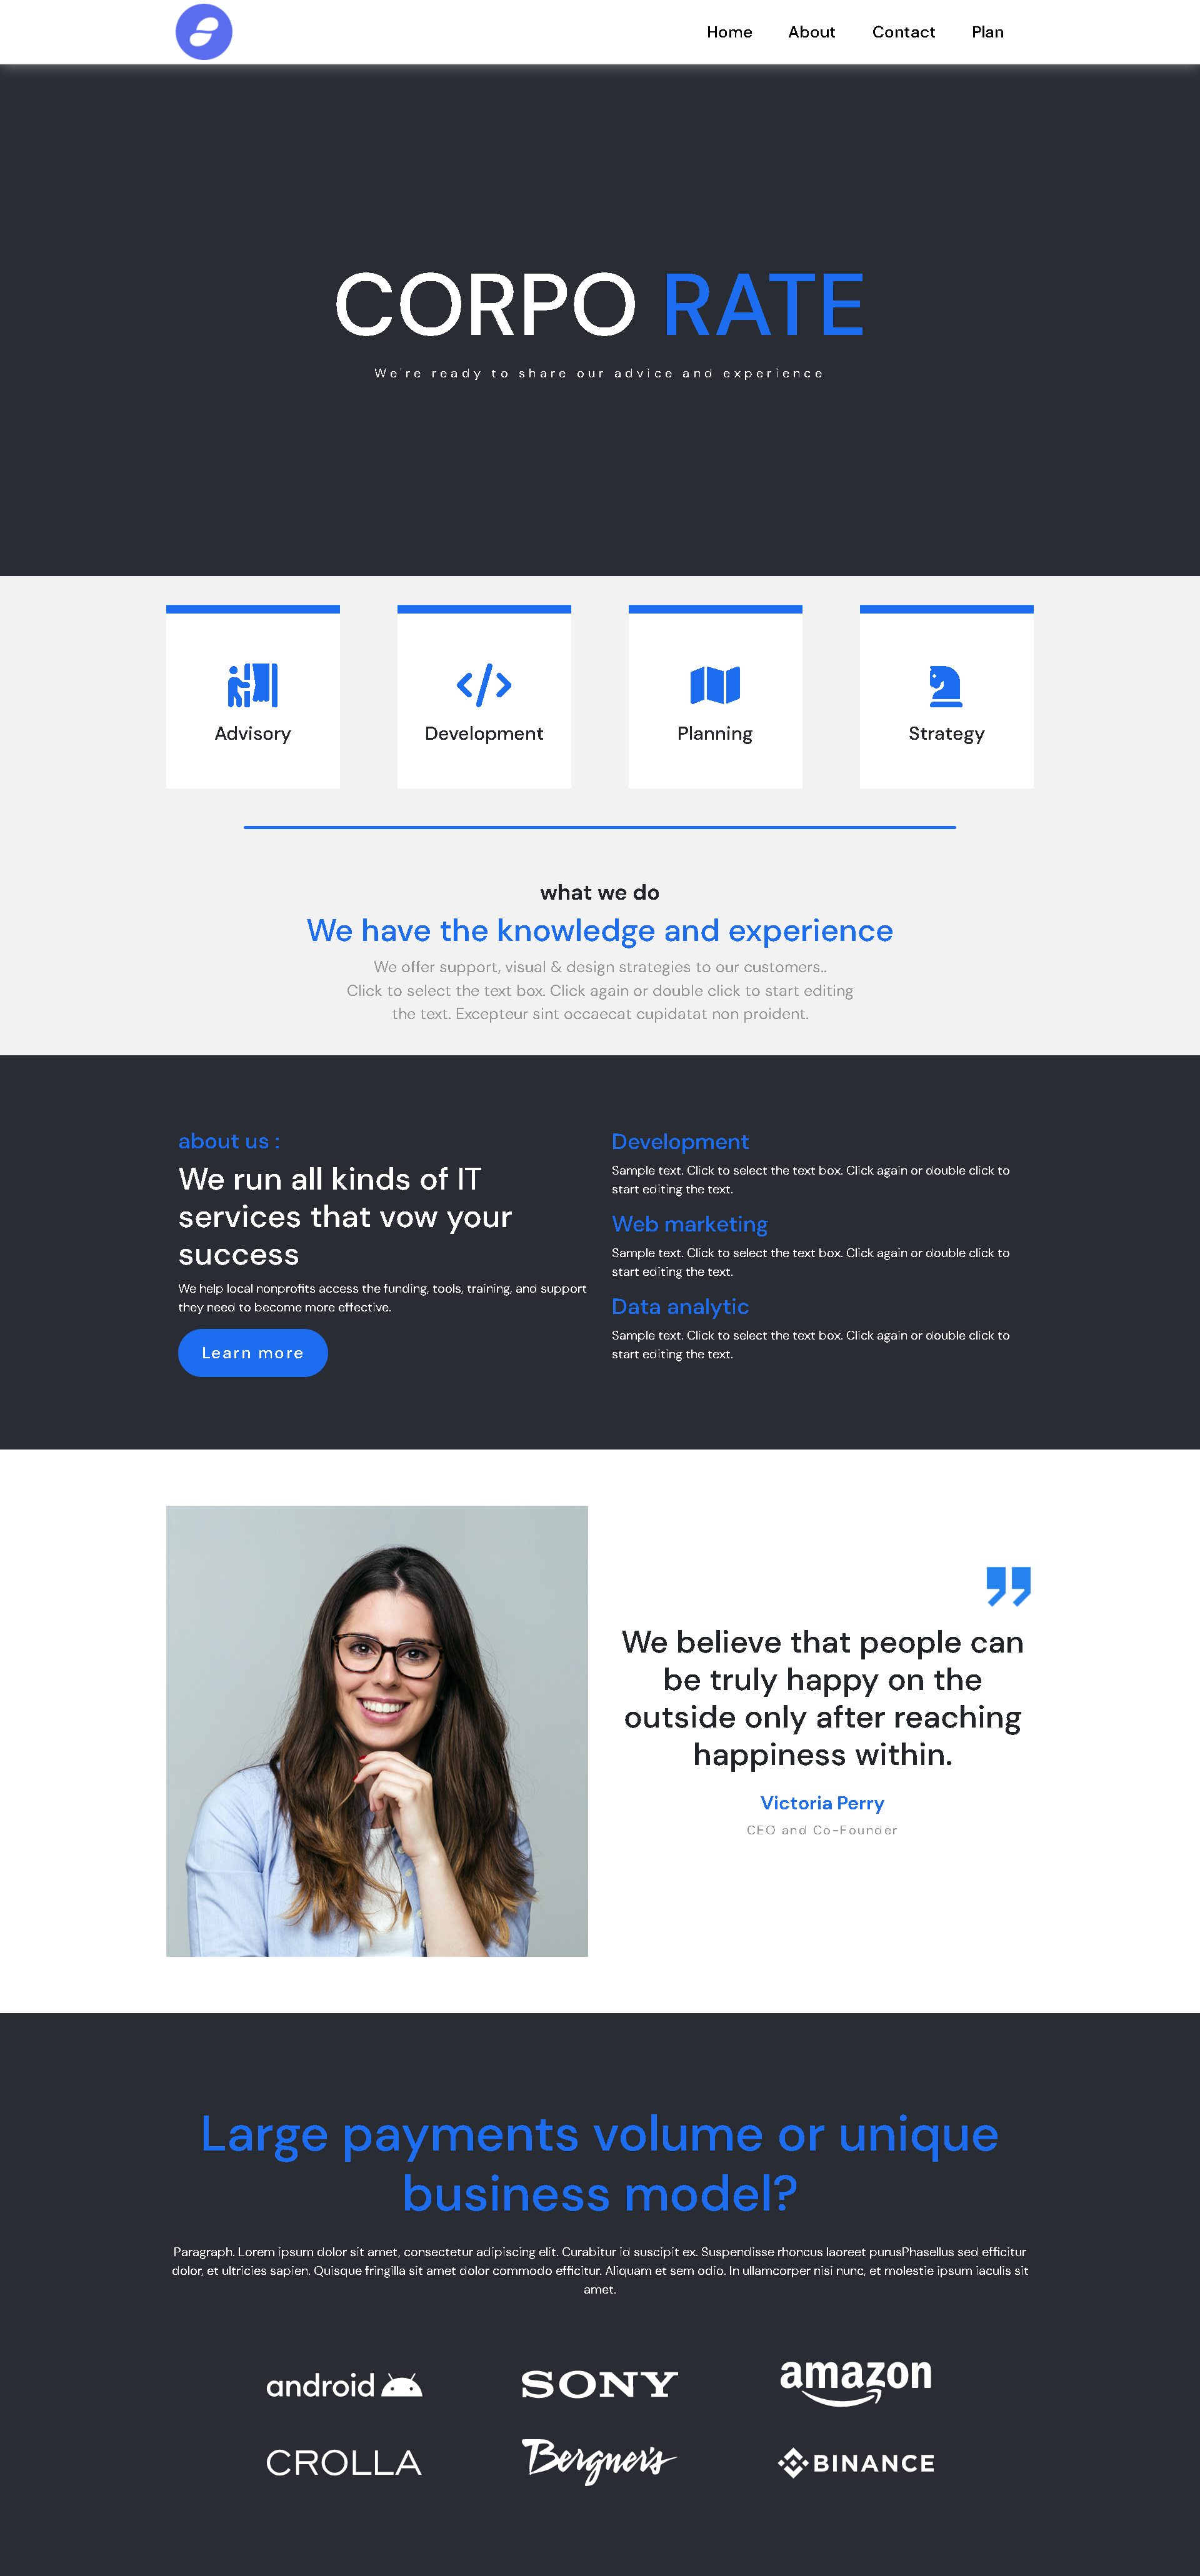 Home About Contact Plan
CORPO RATE
We're ready to share our advice and experience
Advisory
Development
Planning
Strategy
what we do
We have the knowledge and experience
We offer support, visual & design strategies to our customers..
Click to select the text box. Click again or double click to start editing
the text. Excepteur sint occaecat cupidatat non proident.
about us :
We run all kinds of IT
services that vow your
success
We help local nonprofits access the funding, tools, training, and support
they need to become more effective.
Learn more
Development
Sample text. Click to select the text box. Click again or double click to
start editing the text.
Web marketing
Sample text. Click to select the text box. Click again or double click to
start editing the text.
Data analytic
Sample text. Click to select the text box. Click again or double click to
start editing the text.
We believe that people can
be truly happy on the
outside only after reaching
happiness within.
Victoria Perry
CEO and Co-Founder
Large payments volume or unique
business model?
Paragraph. Lorem ipsum dolor sit amet, consectetur adipiscing elit. Curabitur id suscipit ex. Suspendisse rhoncus laoreet purusPhasellus sed efficitur
dolor, et ultricies sapien. Quisque fringilla sit amet dolor commodo efficitur. Aliquam et sem odio. In ullamcorper nisi nunc, et molestie ipsum iaculis sit
amet.
android
SONY
amazon
CROLLA
Bergner's
BINANCE